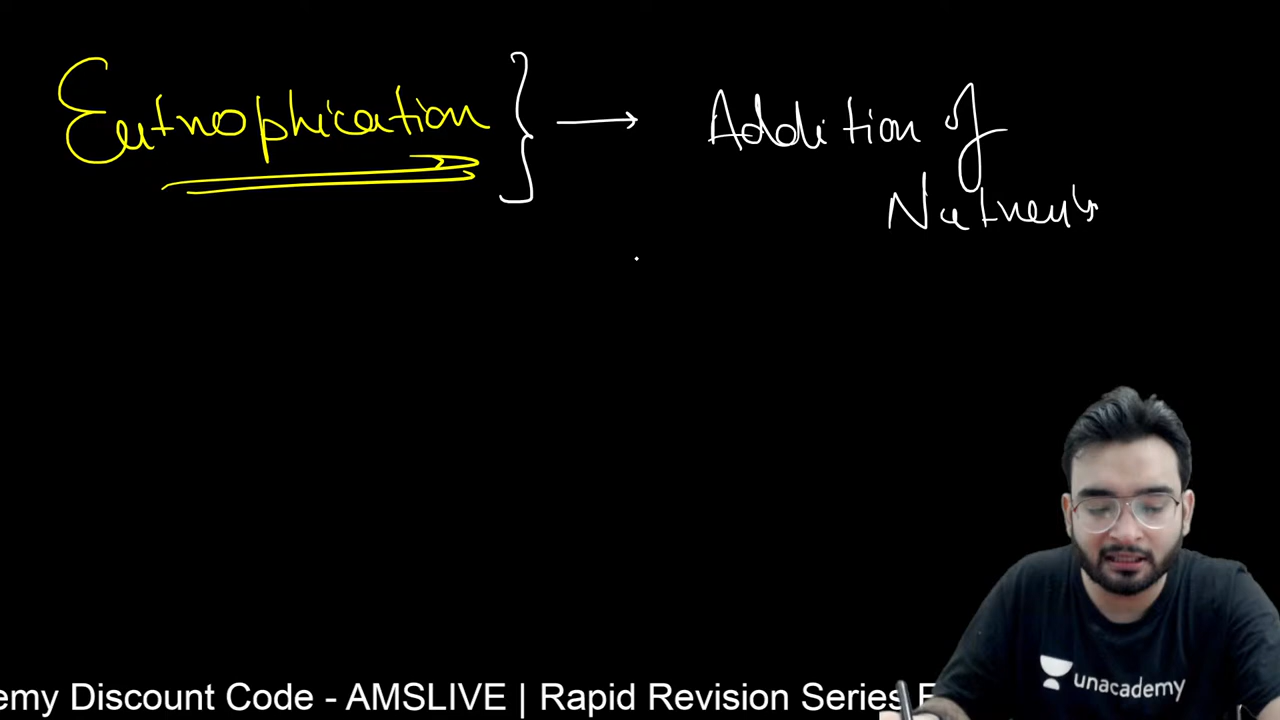 Eutrophication } → Addition of
Nutrients
unacademy
emy Discount Code - AMSLIVE | Rapid Revision Series